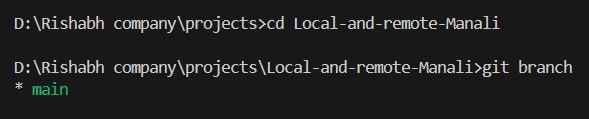 D:\Rishabh company\projects>cd Local-and-remote-Manali
D:\Rishabh company\projects\Local-and-remote-Manali>git branch
* main